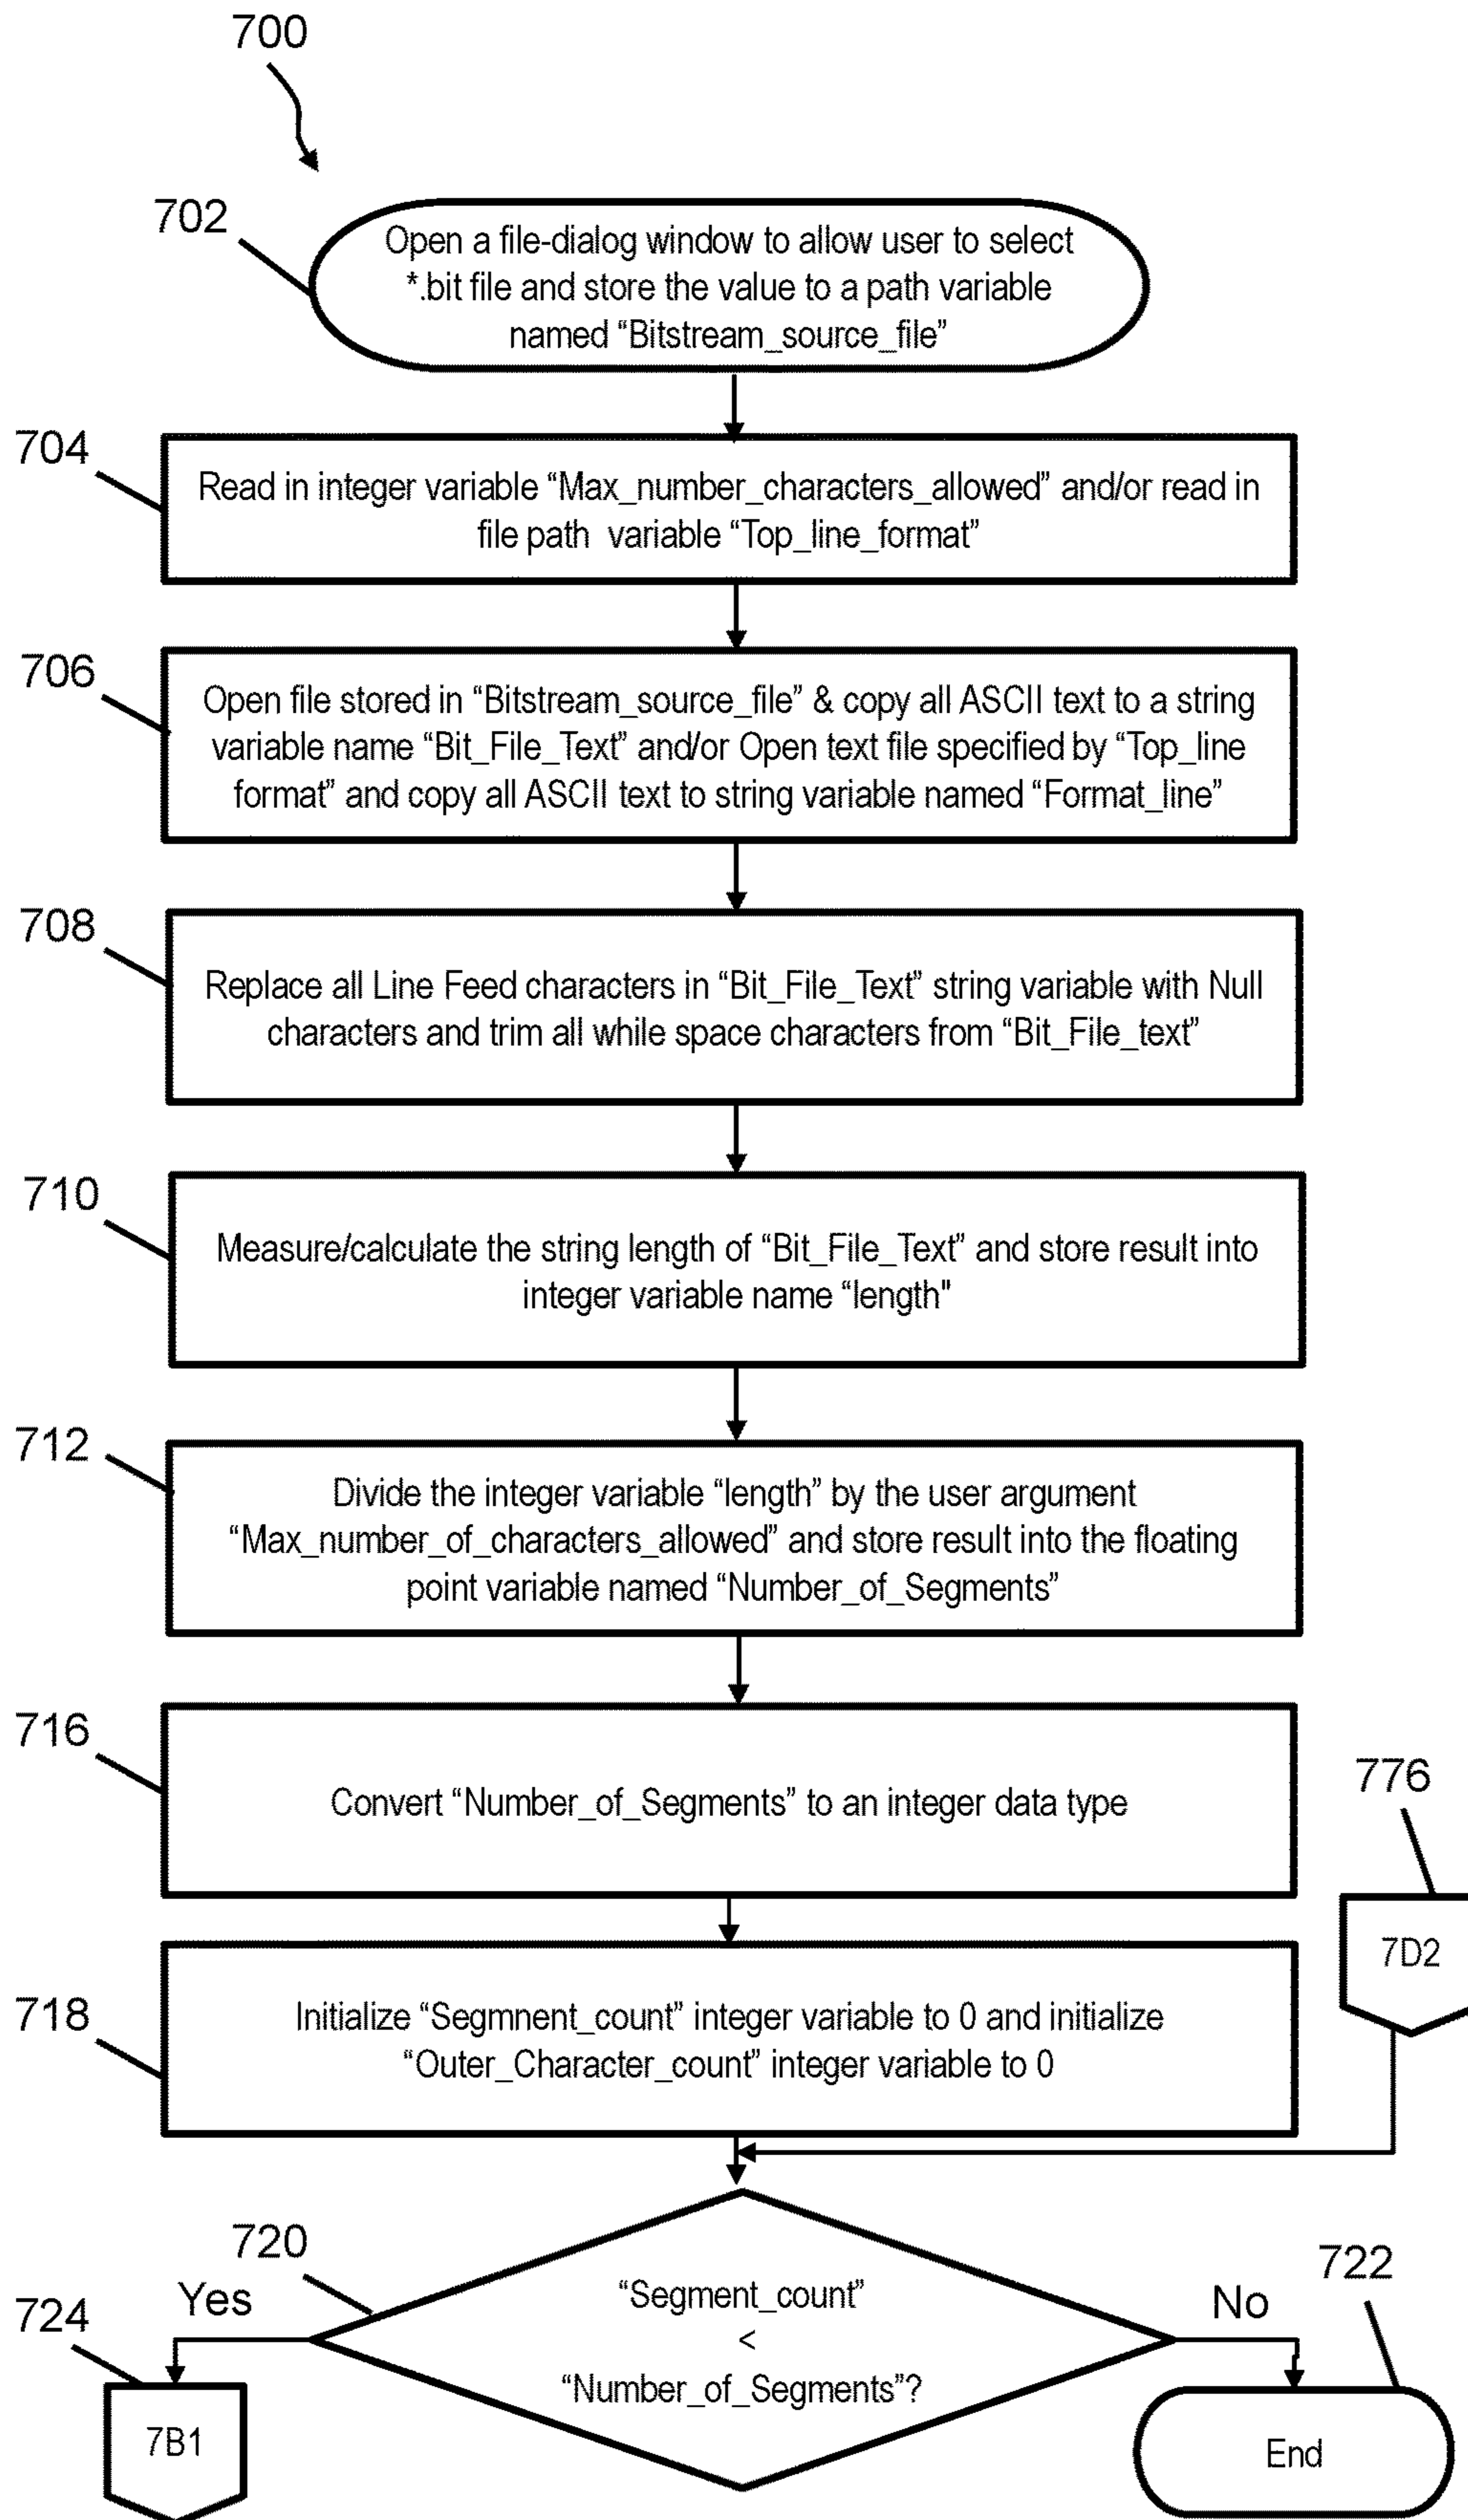 700
702
Open a file-dialog window to allow user to select
*.bit file and store the value to a path variable
named “Bitstream_source_file”
704
Read in integer variable “Max_number_characters_allowed” and/or read in
file path variable “Top_line_format”
706
Open file stored in “Bitstream_source_file” & copy all ASCII text to a string
variable name “Bit_File_Text” and/or Open text file specified by “Top_line
format” and copy all ASCII text to string variable named “Format_line”
708
Replace all Line Feed characters in “Bit_File_Text” string variable with Null
characters and trim all while space characters from “Bit_File_text”
710
Measure/calculate the string length of “Bit_File_Text” and store result into
integer variable name “length"
712
Divide the integer variable “length” by the user argument
“Max_number_of_characters_allowed” and store result into the floating
point variable named “Number_of_Segments”
716
Convert “Number_of_Segments” to an integer data type
776
7D2
718
Initialize “Segmnent_count” integer variable to 0 and initialize
“Outer_Character_count” integer variable to 0
720
“Segment_count”
<
“Number_of_Segments”?
Yes
No
722
724
7B1
End